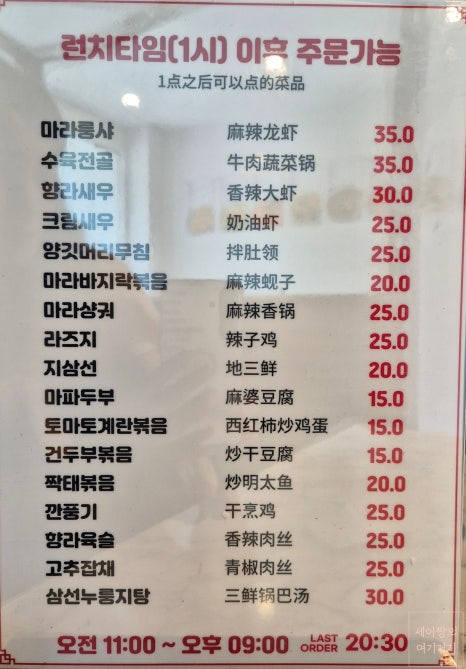 런치타임(1시) 이후 주문가능
1点之后可以点的菜品
마라룽샤 麻辣龙虾 35.0
수육전골 牛肉蔬菜锅 35.0
향라새우 香辣大虾 30.0
크림새우 奶油虾 25.0
양깃머리무침 拌肚领 25.0
마라바지락볶음 麻辣蚬子 20.0
마라샹궈 麻辣香锅 25.0
라즈지 辣子鸡 25.0
지삼선 地三鲜 20.0
마파두부 麻婆豆腐 15.0
토마토계란볶음 西红柿炒鸡蛋 15.0
건두부볶음 炒干豆腐 15.0
짝태볶음 炒明太鱼 20.0
깐풍기 干烹鸡 25.0
향라육슬 香辣肉丝 25.0
고추잡채 青椒肉丝 25.0
삼선누룽지탕 三鲜锅巴汤 30.0
오전 11:00 ~ 오후 09:00 LAST ORDER 20:30